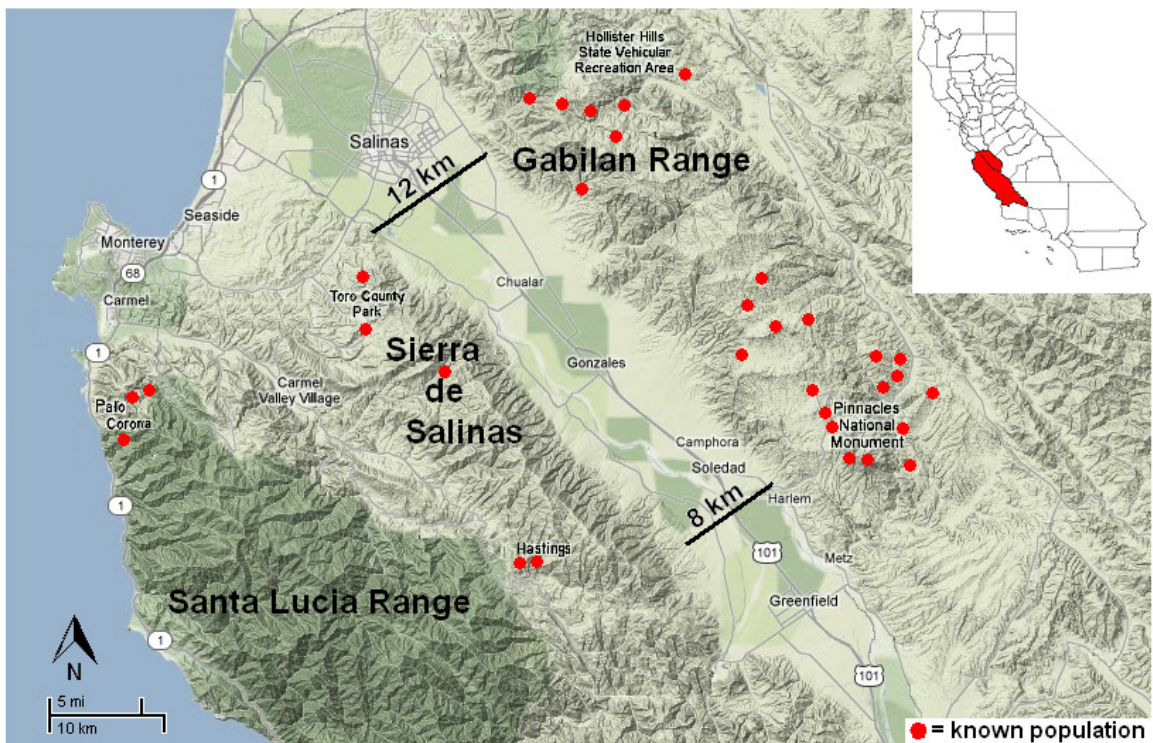 Hollister Hills
State Vehicular
Recreation Area
Salinas
Gabilan Range
12 km
1
Seaside
Monterey
68
Carmel
Toro County
Park
Chualar
1
Sierra
de
Salinas
Gonzales
Carmel
Valley Village
Palo
Corona
Pinnacles
National
Monument
Camphora
Soledad
Harlem
8 km
1
Hastings
101
Metz
Santa Lucia Range
Greenfield
1
101
N
5 mi
10 km
= known population